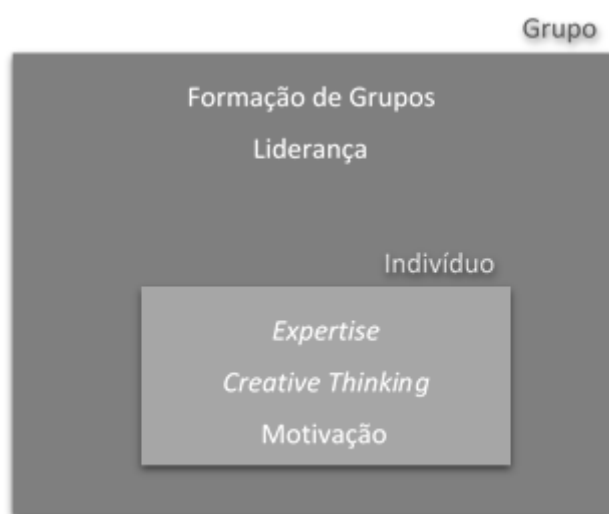 Grupo
Formação de Grupos
Liderança
Indivíduo
Expertise
Creative Thinking
Motivação